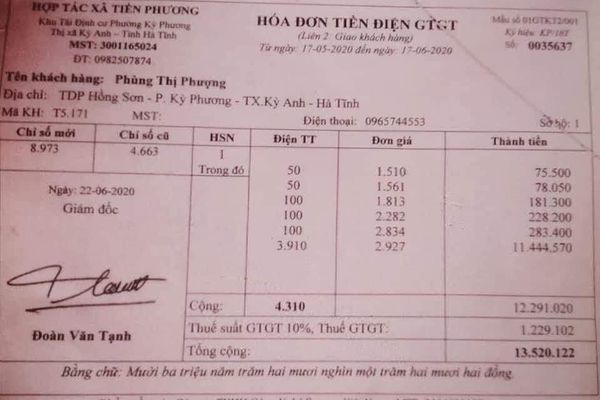 HỢP TÁC XÃ TIẾN PHƯƠNG
Khu Tái Định cư Phường Kỳ Phương
Thị xã Kỳ Anh - Tỉnh Hà Tĩnh
MST: 3001165024
ĐT: 0982507874
HÓA ĐƠN TIỀN ĐIỆN GTGT
(Liên 2: Giao khách hàng)
Từ ngày: 17-05-2020 đến ngày: 17-06-2020
Mẫu số 01GTKT2/001
Ký hiệu: KP/18T
Số: 0035637
Tên khách hàng: Phùng Thị Phượng
Địa chỉ: TDP Hồng Sơn - P. Kỳ Phương - TX.Kỳ Anh - Hà Tĩnh
Mã KH: T5.171 MST: Điện thoại: 0965744553 Sổ hộ: 1
Chỉ số mới Chỉ số cũ HSN Điện TT Đơn giá Thành tiền
8.973 4.663 1
Trong đó 50 1.510 75.500
50 1.561 78.050
100 1.813 181.300
100 2.282 228.200
100 2.834 283.400
3.910 2.927 11.444.570
Ngày: 22-06-2020
Giám đốc
Đoàn Văn Tạnh
Cộng: 4.310 12.291.020
Thuế suất GTGT 10%, Thuế GTGT: 1.229.102
Tổng cộng: 13.520.122
Bằng chữ: Mười ba triệu năm trăm hai mươi nghìn một trăm hai mươi hai đồng.